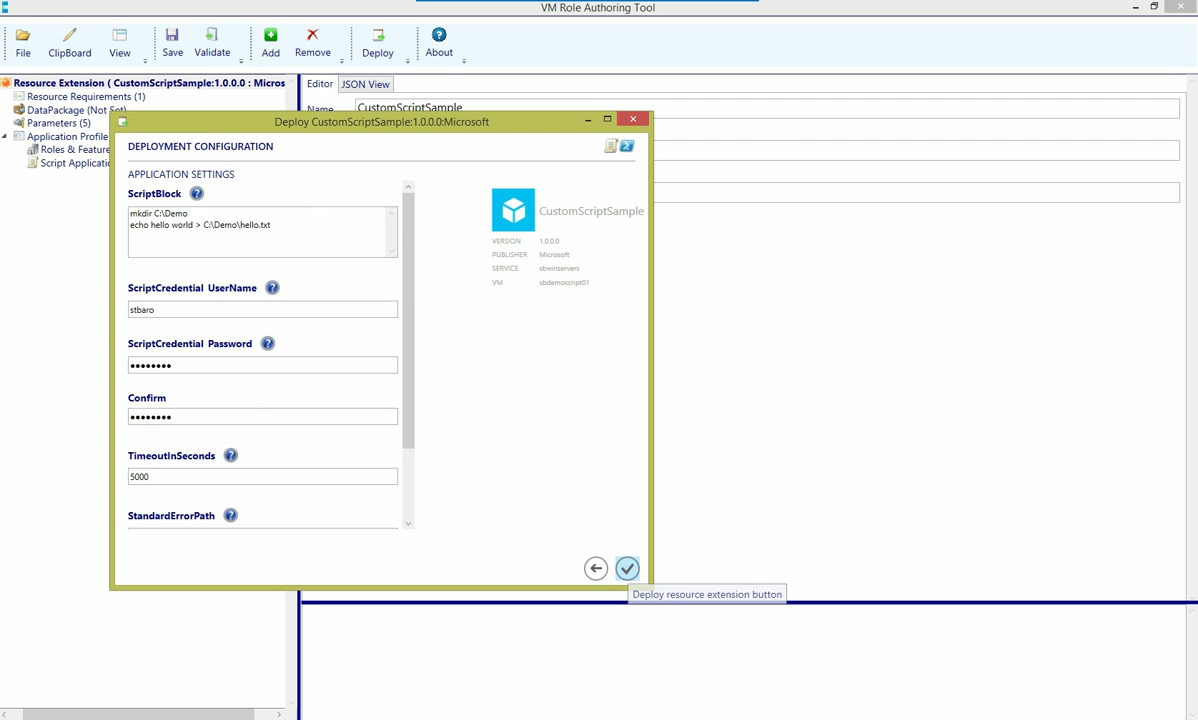 VM Role Authoring Tool
File
ClipBoard
View
Save
Validate
Add
Remove
Deploy
About
Resource Extension ( CustomScriptSample:1.0.0.0 : Micros
Resource Requirements (1)
DataPackage (Not Set)
Parameters (5)
Application Profile
Roles & Feature
Script Applicatio
Editor
JSON View
Name
CustomScriptSample
Deploy CustomScriptSample:1.0.0.0:Microsoft
DEPLOYMENT CONFIGURATION
APPLICATION SETTINGS
ScriptBlock
mkdir C:\Demo
echo hello world > C:\Demo\hello.txt
ScriptCredential UserName
stbaro
ScriptCredential Password
••••••••
Confirm
••••••••
TimeoutInSeconds
5000
StandardErrorPath
CustomScriptSample
VERSION 1.0.0.0
PUBLISHER Microsoft
SERVICE sbwinservers
VM sbdemoscript01
Deploy resource extension button